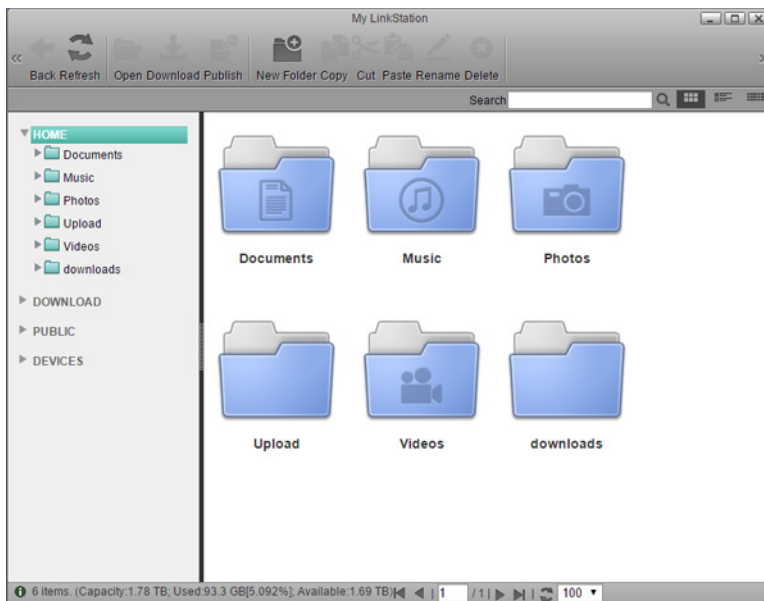 My LinkStation
Back Refresh Open Download Publish New Folder Copy Cut Paste Rename Delete
Search
HOME
Documents
Music
Photos
Upload
Videos
downloads
DOWNLOAD
PUBLIC
DEVICES
Documents Music Photos
Upload Videos downloads
6 items. (Capacity:1.78 TB; Used:93.3 GB[5.092%]; Available:1.69 TB) 1 / 1 100